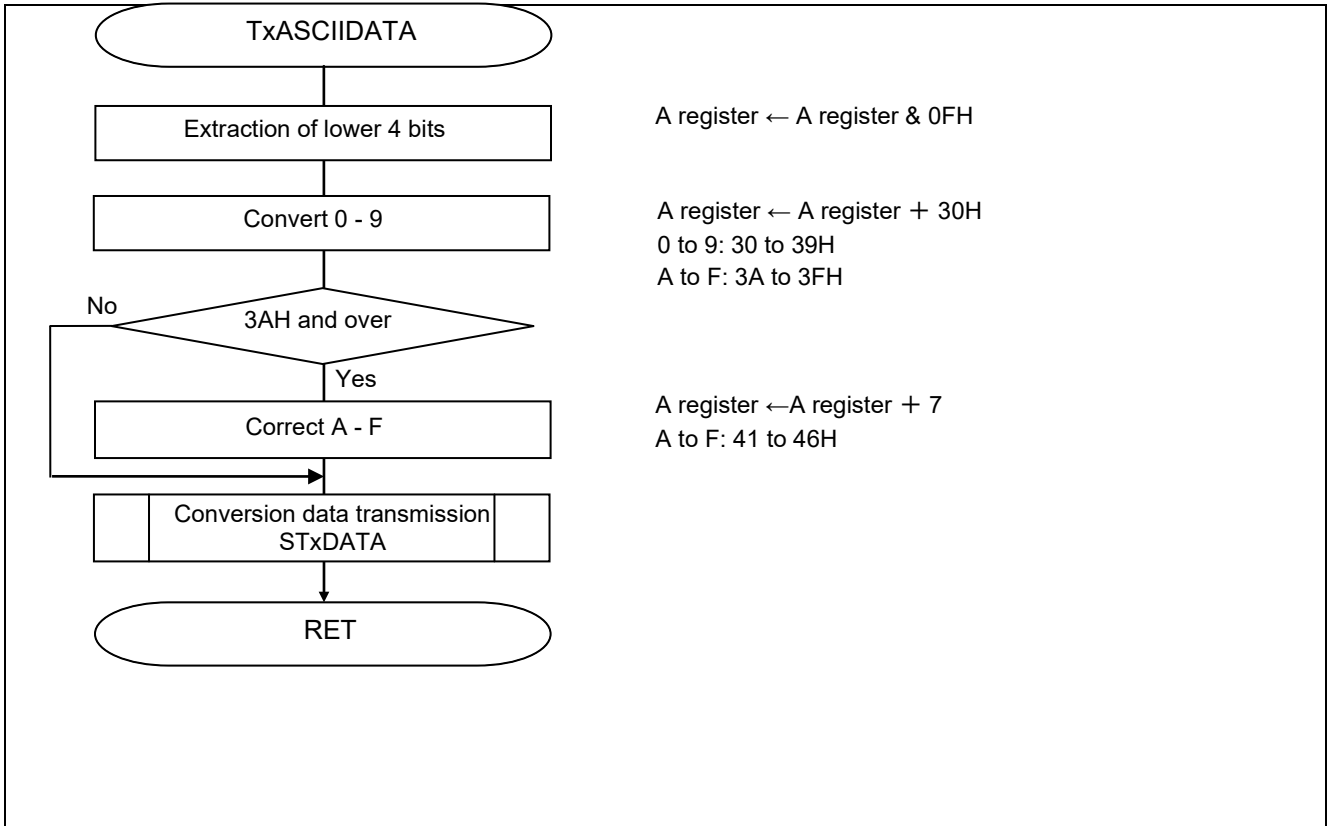 TxASCIIDATA
Extraction of lower 4 bits
A register ← A register & 0FH
Convert 0 - 9
A register ← A register ＋ 30H
0 to 9: 30 to 39H
A to F: 3A to 3FH
No
3AH and over
Yes
Correct A - F
A register ←A register ＋ 7
A to F: 41 to 46H
Conversion data transmission
STxDATA
RET